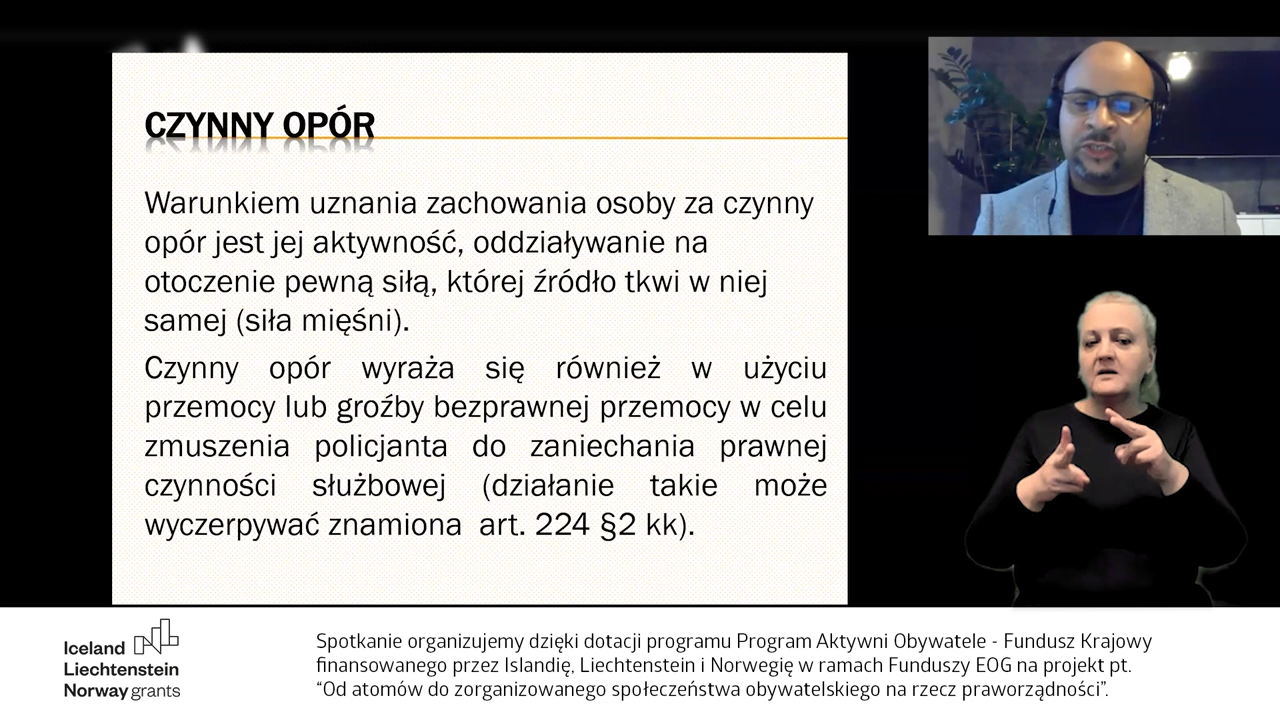 CZYNNY OPÓR
Warunkiem uznania zachowania osoby za czynny
opór jest jej aktywność, oddziaływanie na
otoczenie pewną siłą, której źródło tkwi w niej
samej (siła mięśni).
Czynny opór wyraża się również w użyciu
przemocy lub groźby bezprawnej przemocy w celu
zmuszenia policjanta do zaniechania prawnej
czynności służbowej (działanie takie może
wyczerpywać znamiona art. 224 §2 kk).
Iceland
Liechtenstein
Norway grants
Spotkanie organizujemy dzięki dotacji programu Program Aktywni Obywatele - Fundusz Krajowy
finansowanego przez Islandię, Liechtenstein i Norwegię w ramach Funduszy EOG na projekt pt.
“Od atomów do zorganizowanego społeczeństwa obywatelskiego na rzecz praworządności”.